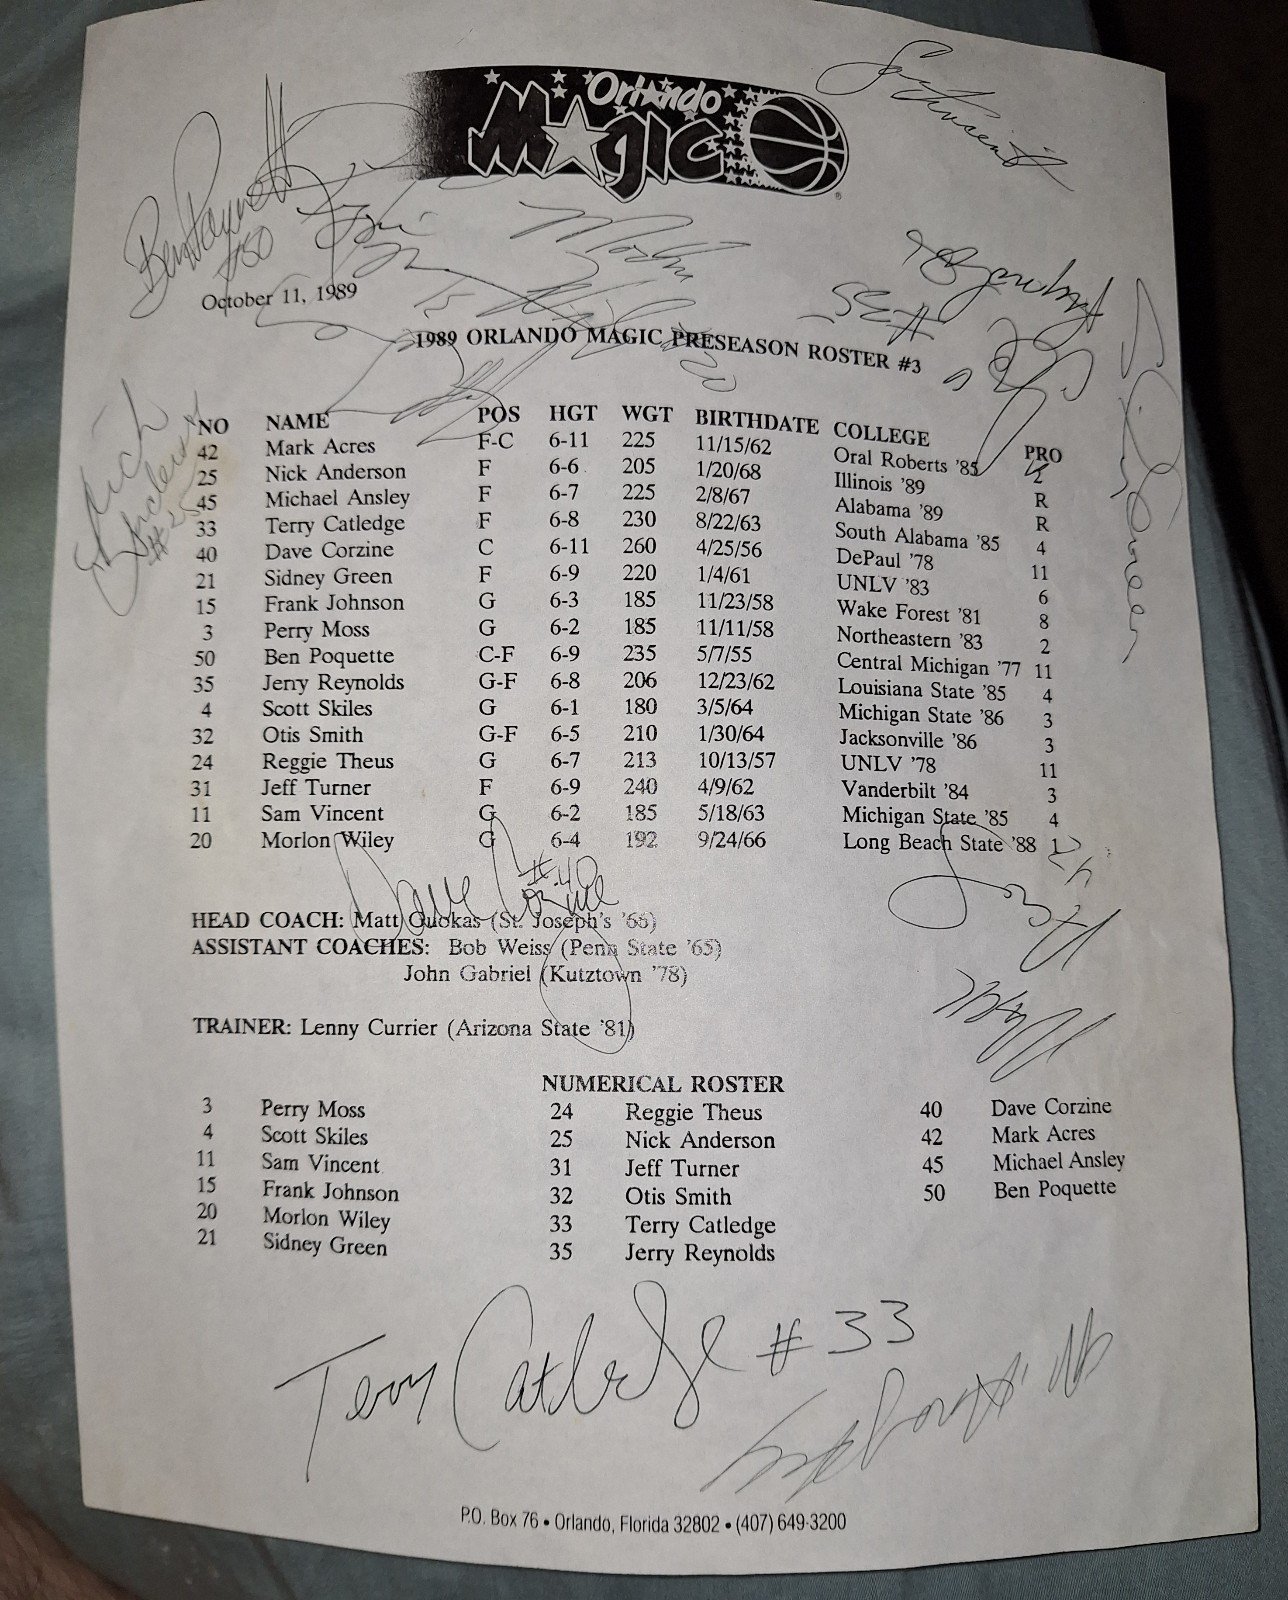 Orlando
Magic
Ben Poquette
#50
15
#35
20
October 11, 1989
1989 ORLANDO MAGIC PRESEASON ROSTER #3
Nick
Anderson
#25
NO NAME POS HGT WGT BIRTHDATE COLLEGE PRO
42 Mark Acres F-C 6-11 225 11/15/62 Oral Roberts '85 2
25 Nick Anderson F 6-6 205 1/20/68 Illinois '89 R
45 Michael Ansley F 6-7 225 2/8/67 Alabama '89 R
33 Terry Catledge F 6-8 230 8/22/63 South Alabama '85 4
40 Dave Corzine C 6-11 260 4/25/56 DePaul '78 11
21 Sidney Green F 6-9 220 1/4/61 UNLV '83 6
15 Frank Johnson G 6-3 185 11/23/58 Wake Forest '81 8
3 Perry Moss G 6-2 185 11/11/58 Northeastern '83 2
50 Ben Poquette C-F 6-9 235 5/7/55 Central Michigan '77 11
35 Jerry Reynolds G-F 6-8 206 12/23/62 Louisiana State '85 4
4 Scott Skiles G 6-1 180 3/5/64 Michigan State '86 3
32 Otis Smith G-F 6-5 210 1/30/64 Jacksonville '86 3
24 Reggie Theus G 6-7 213 10/13/57 UNLV '78 11
31 Jeff Turner F 6-9 240 4/9/62 Vanderbilt '84 3
11 Sam Vincent G 6-2 185 5/18/63 Michigan State '85 4
20 Morlon Wiley G 6-4 192 9/24/66 Long Beach State '88 1
Dave Corzine
#40
HEAD COACH: Matt Guokas (St. Joseph's '66)
ASSISTANT COACHES: Bob Weiss (Penn State '65)
John Gabriel (Kutztown '78)
TRAINER: Lenny Currier (Arizona State '81)
NUMERICAL ROSTER
3 Perry Moss 24 Reggie Theus 40 Dave Corzine
4 Scott Skiles 25 Nick Anderson 42 Mark Acres
11 Sam Vincent 31 Jeff Turner 45 Michael Ansley
15 Frank Johnson 32 Otis Smith 50 Ben Poquette
20 Morlon Wiley 33 Terry Catledge
21 Sidney Green 35 Jerry Reynolds
Terry Catledge #33
P.O. Box 76 • Orlando, Florida 32802 • (407) 649-3200